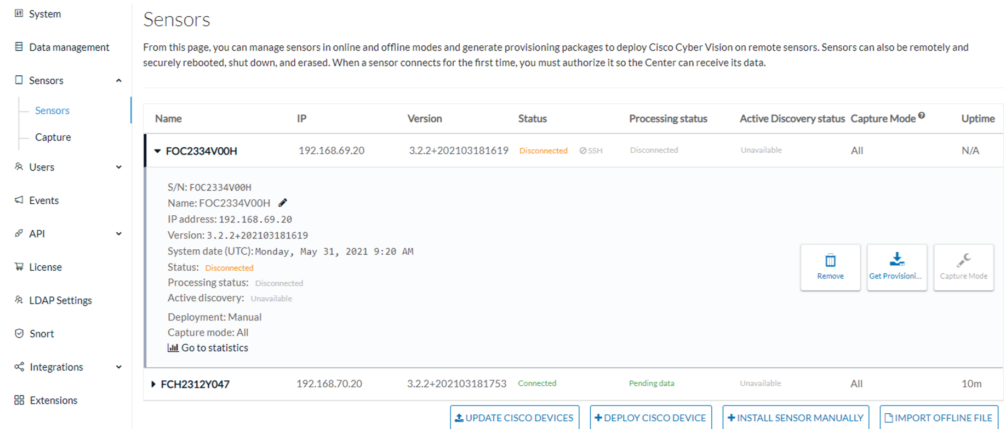 System
Data management
Sensors
Sensors
Capture
Users
Events
API
License
LDAP Settings
Snort
Integrations
Extensions
Sensors
From this page, you can manage sensors in online and offline modes and generate provisioning packages to deploy Cisco Cyber Vision on remote sensors. Sensors can also be remotely and
securely rebooted, shut down, and erased. When a sensor connects for the first time, you must authorize it so the Center can receive its data.
Name IP Version Status Processing status Active Discovery status Capture Mode ? Uptime
FOC2334V00H 192.168.69.20 3.2.2+202103181619 Disconnected SSH Disconnected Unavailable All N/A
S/N: FOC2334V00H
Name: FOC2334V00H
IP address: 192.168.69.20
Version: 3.2.2+202103181619
System date (UTC): Monday, May 31, 2021 9:20 AM
Status: Disconnected
Processing status: Disconnected
Active discovery: Unavailable
Deployment: Manual
Capture mode: All
Go to statistics
Remove
Get Provisioni...
Capture Mode
FCH2312Y047 192.168.70.20 3.2.2+202103181753 Connected Pending data Unavailable All 10m
UPDATE CISCO DEVICES
+DEPLOY CISCO DEVICE
+INSTALL SENSOR MANUALLY
IMPORT OFFLINE FILE